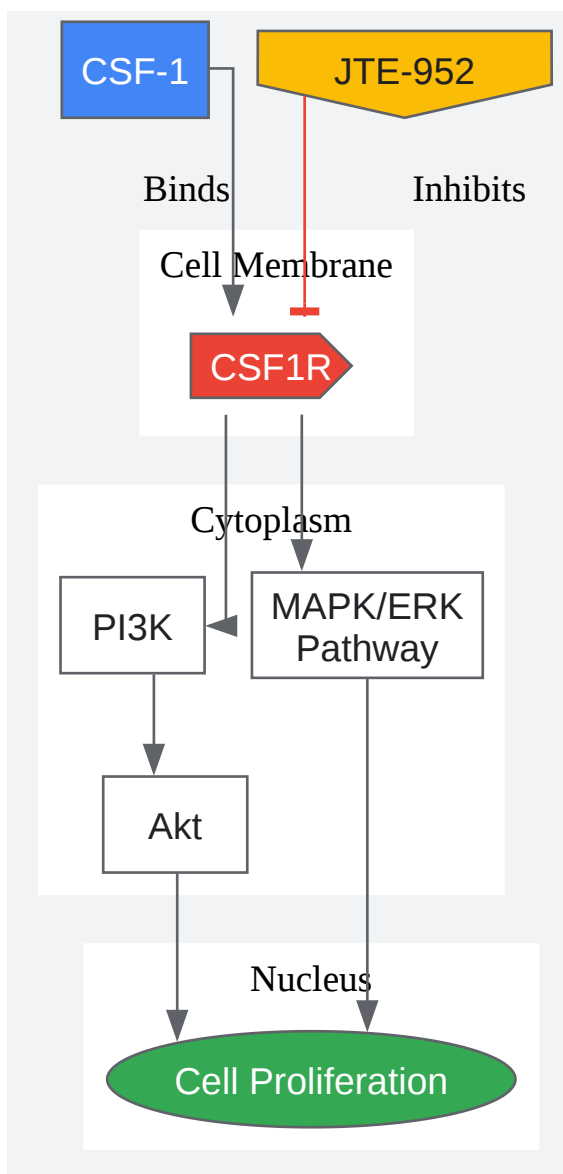 CSF-1
JTE-952
Binds
Inhibits
Cell Membrane
CSF1R
Cytoplasm
PI3K
MAPK/ERK
Pathway
Akt
Nucleus
Cell Proliferation